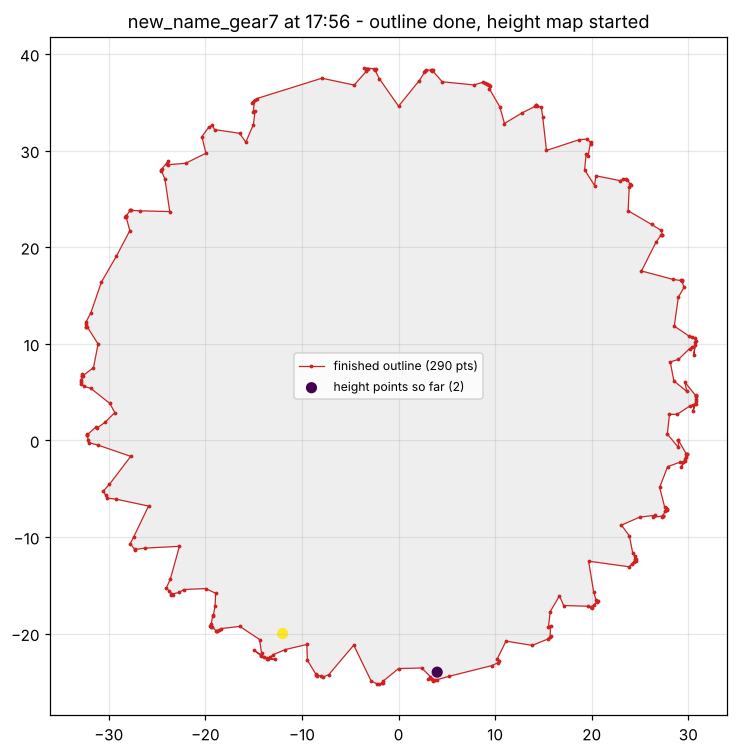 new_name_gear7 at 17:56 - outline done, height map started
40
30
20
10
0
−10
−20
finished outline (290 pts)
height points so far (2)
−30 −20 −10 0 10 20 30